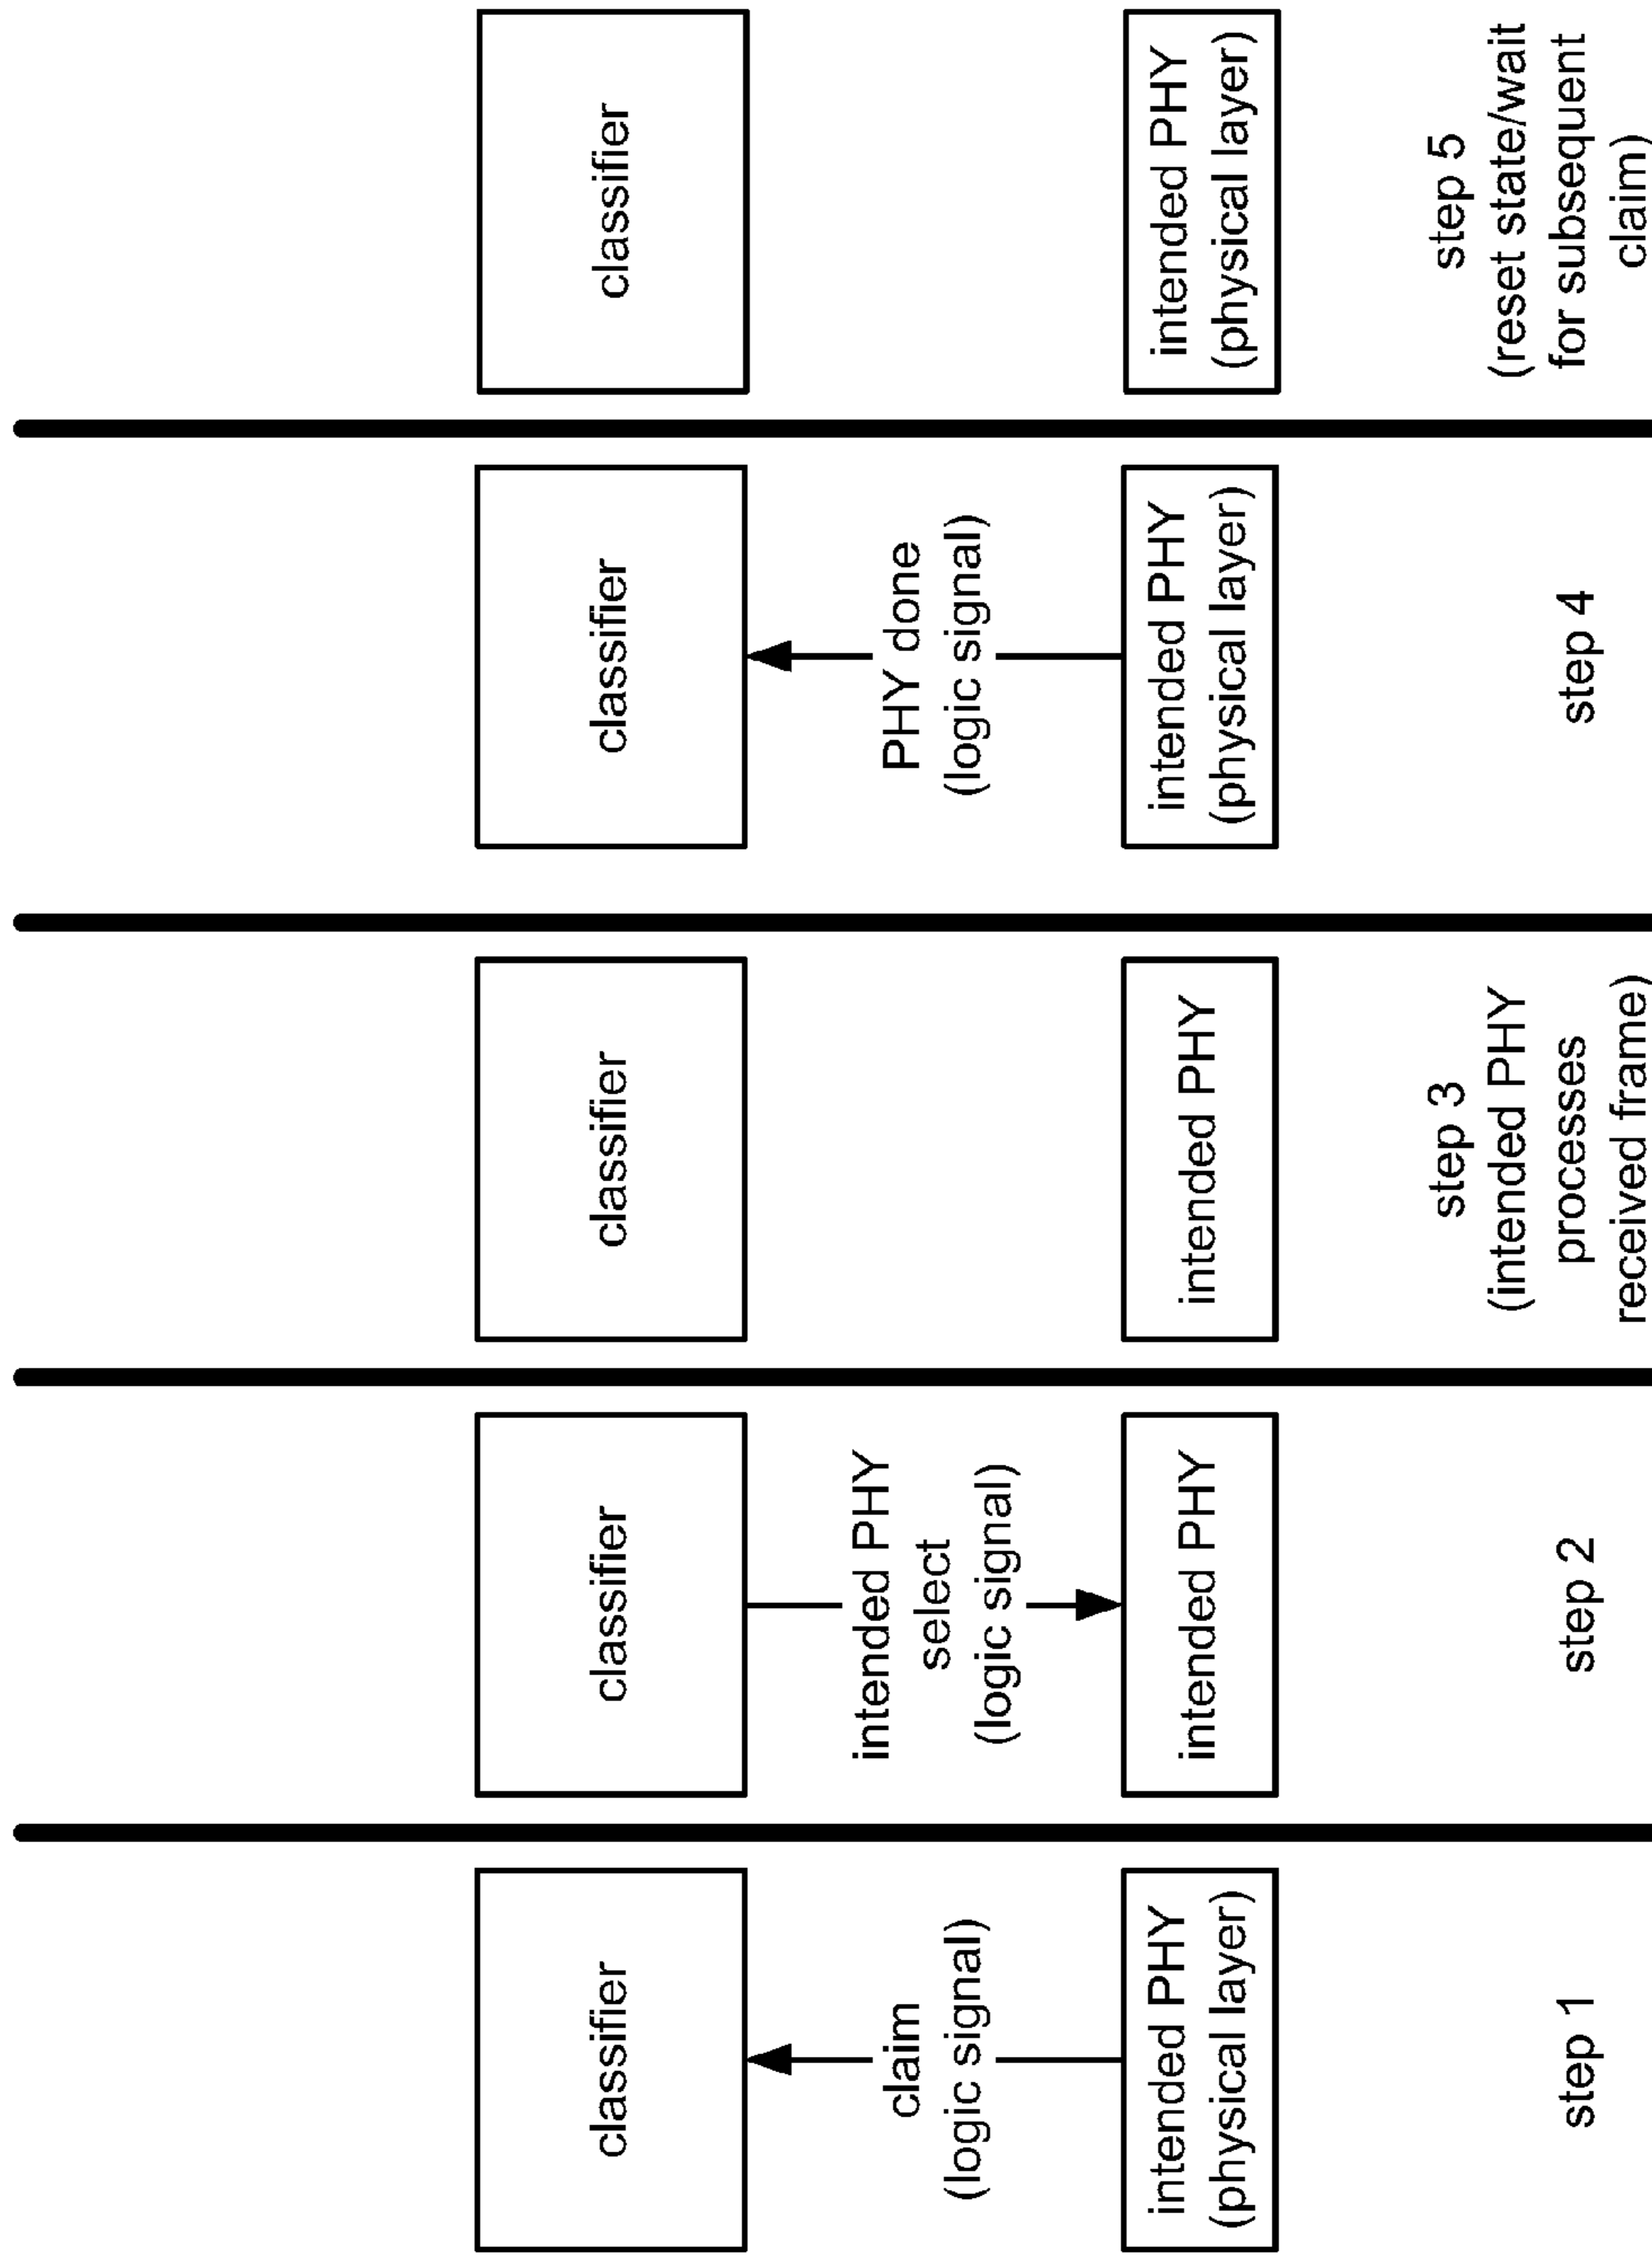 classifier
claim
(logic signal)
intended PHY
(physical layer)
step 1
classifier
intended PHY
select
(logic signal)
intended PHY
step 2
classifier
intended PHY
step 3
(intended PHY
processes
received frame)
classifier
PHY done
(logic signal)
intended PHY
(physical layer)
step 4
classifier
intended PHY
(physical layer)
step 5
(reset state/wait
for subsequent
claim)